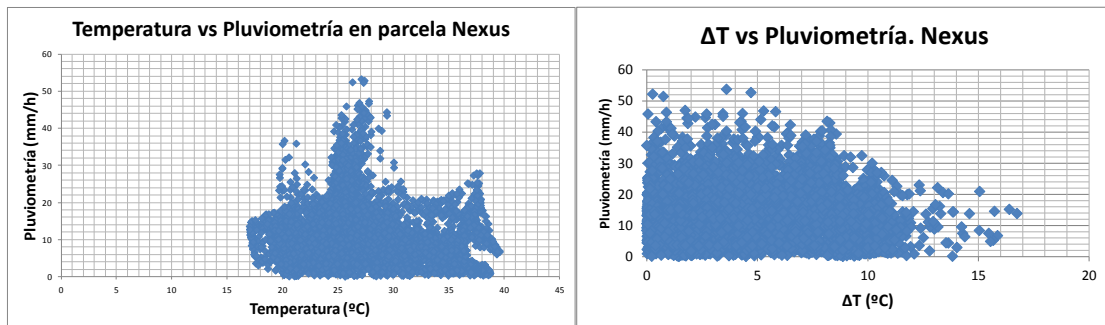 Temperatura vs Pluviometría en parcela Nexus
Pluviometría (mm/h)
60
50
40
30
20
10
0
0 5 10 15 20 25 30 35 40 45
Temperatura (ºC)
ΔT vs Pluviometría. Nexus
Pluviometría (mm/h)
60
50
40
30
20
10
0
0 5 10 15 20
ΔT (ºC)